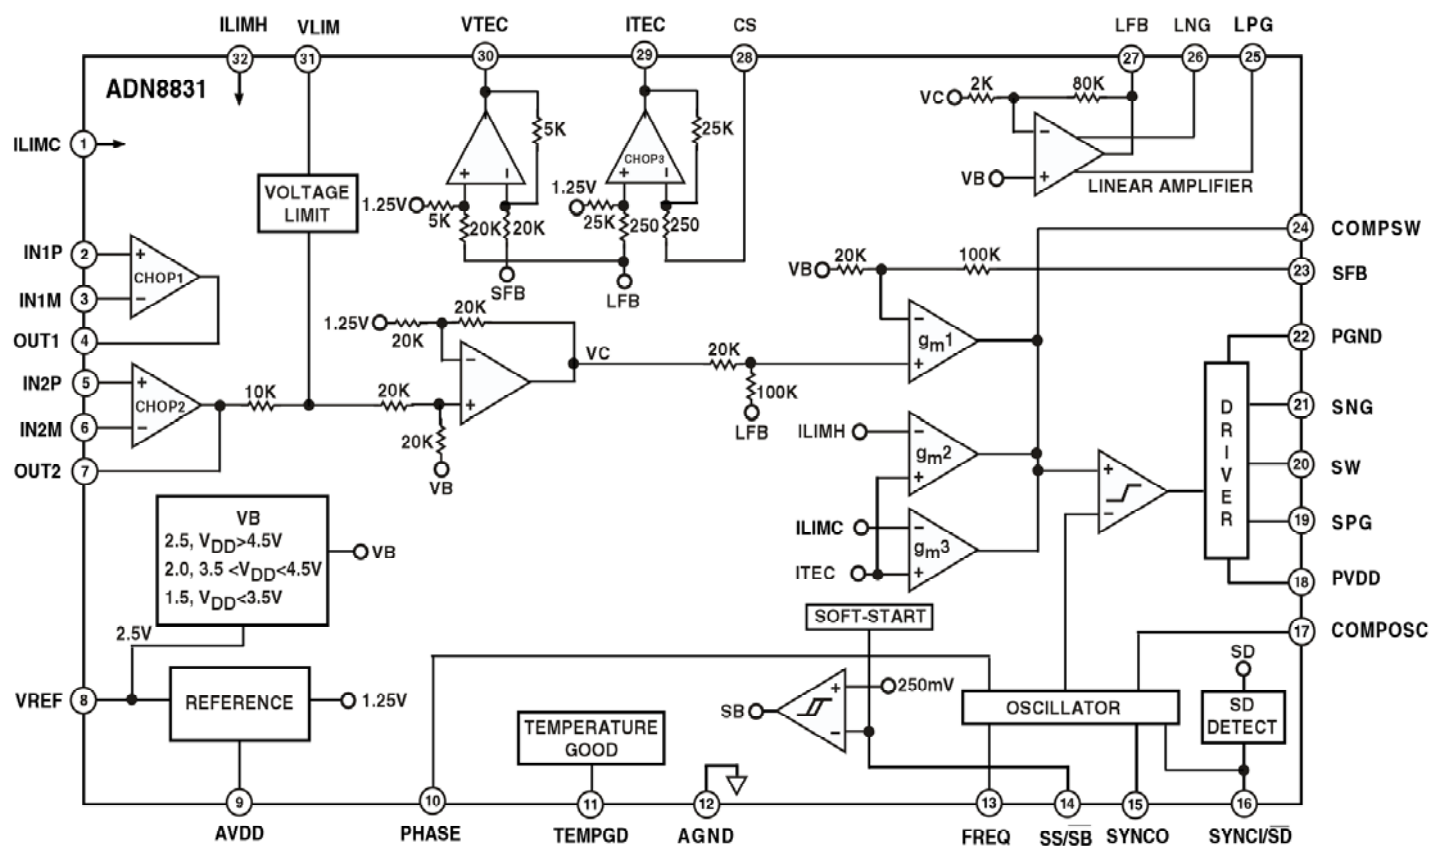 ILIMH VLIM VTEC ITEC CS LFB LNG LPG
32 31 30 29 28 27 26 25
ADN8831
ILIMC 1
IN1P 2
IN1M 3
OUT1 4
IN2P 5
IN2M 6
OUT2 7
VREF 8
+
CHOP1
−
+
CHOP2
−
10K
VOLTAGE
LIMIT
5K
+ −
1.25V
5K
20K
20K
SFB
25K
CHOP3
+ −
1.25V
25K
250
250
LFB
VC
2K
80K
−
VB
+
LINEAR AMPLIFIER
1.25V
20K
20K
−
+
20K
20K
VB
VC
20K
100K
LFB
VB
20K
100K
−
gm1
+
ILIMH
−
gm2
+
ILIMC
−
gm3
ITEC
+
+
−
DRIVER
24 COMPSW
23 SFB
22 PGND
21 SNG
20 SW
19 SPG
18 PVDD
17 COMPOSC
VB
2.5, VDD>4.5V
2.0, 3.5 <VDD<4.5V
1.5, VDD<3.5V
VB
2.5V
REFERENCE
1.25V
SOFT-START
+
250mV
SB
−
TEMPERATURE
GOOD
OSCILLATOR
SD
SD
DETECT
9 10 11 12 13 14 15 16
AVDD PHASE TEMPGD AGND FREQ SS/S̅B̅ SYNCO SYNCI/S̅D̅